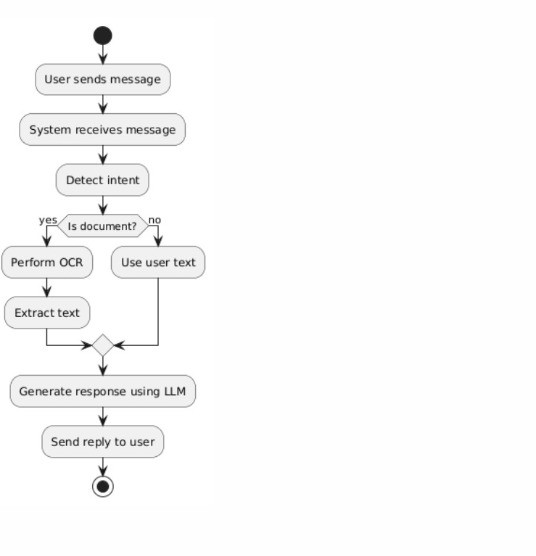 User sends message
System receives message
Detect intent
yes
Is document?
no
Perform OCR
Use user text
Extract text
Generate response using LLM
Send reply to user